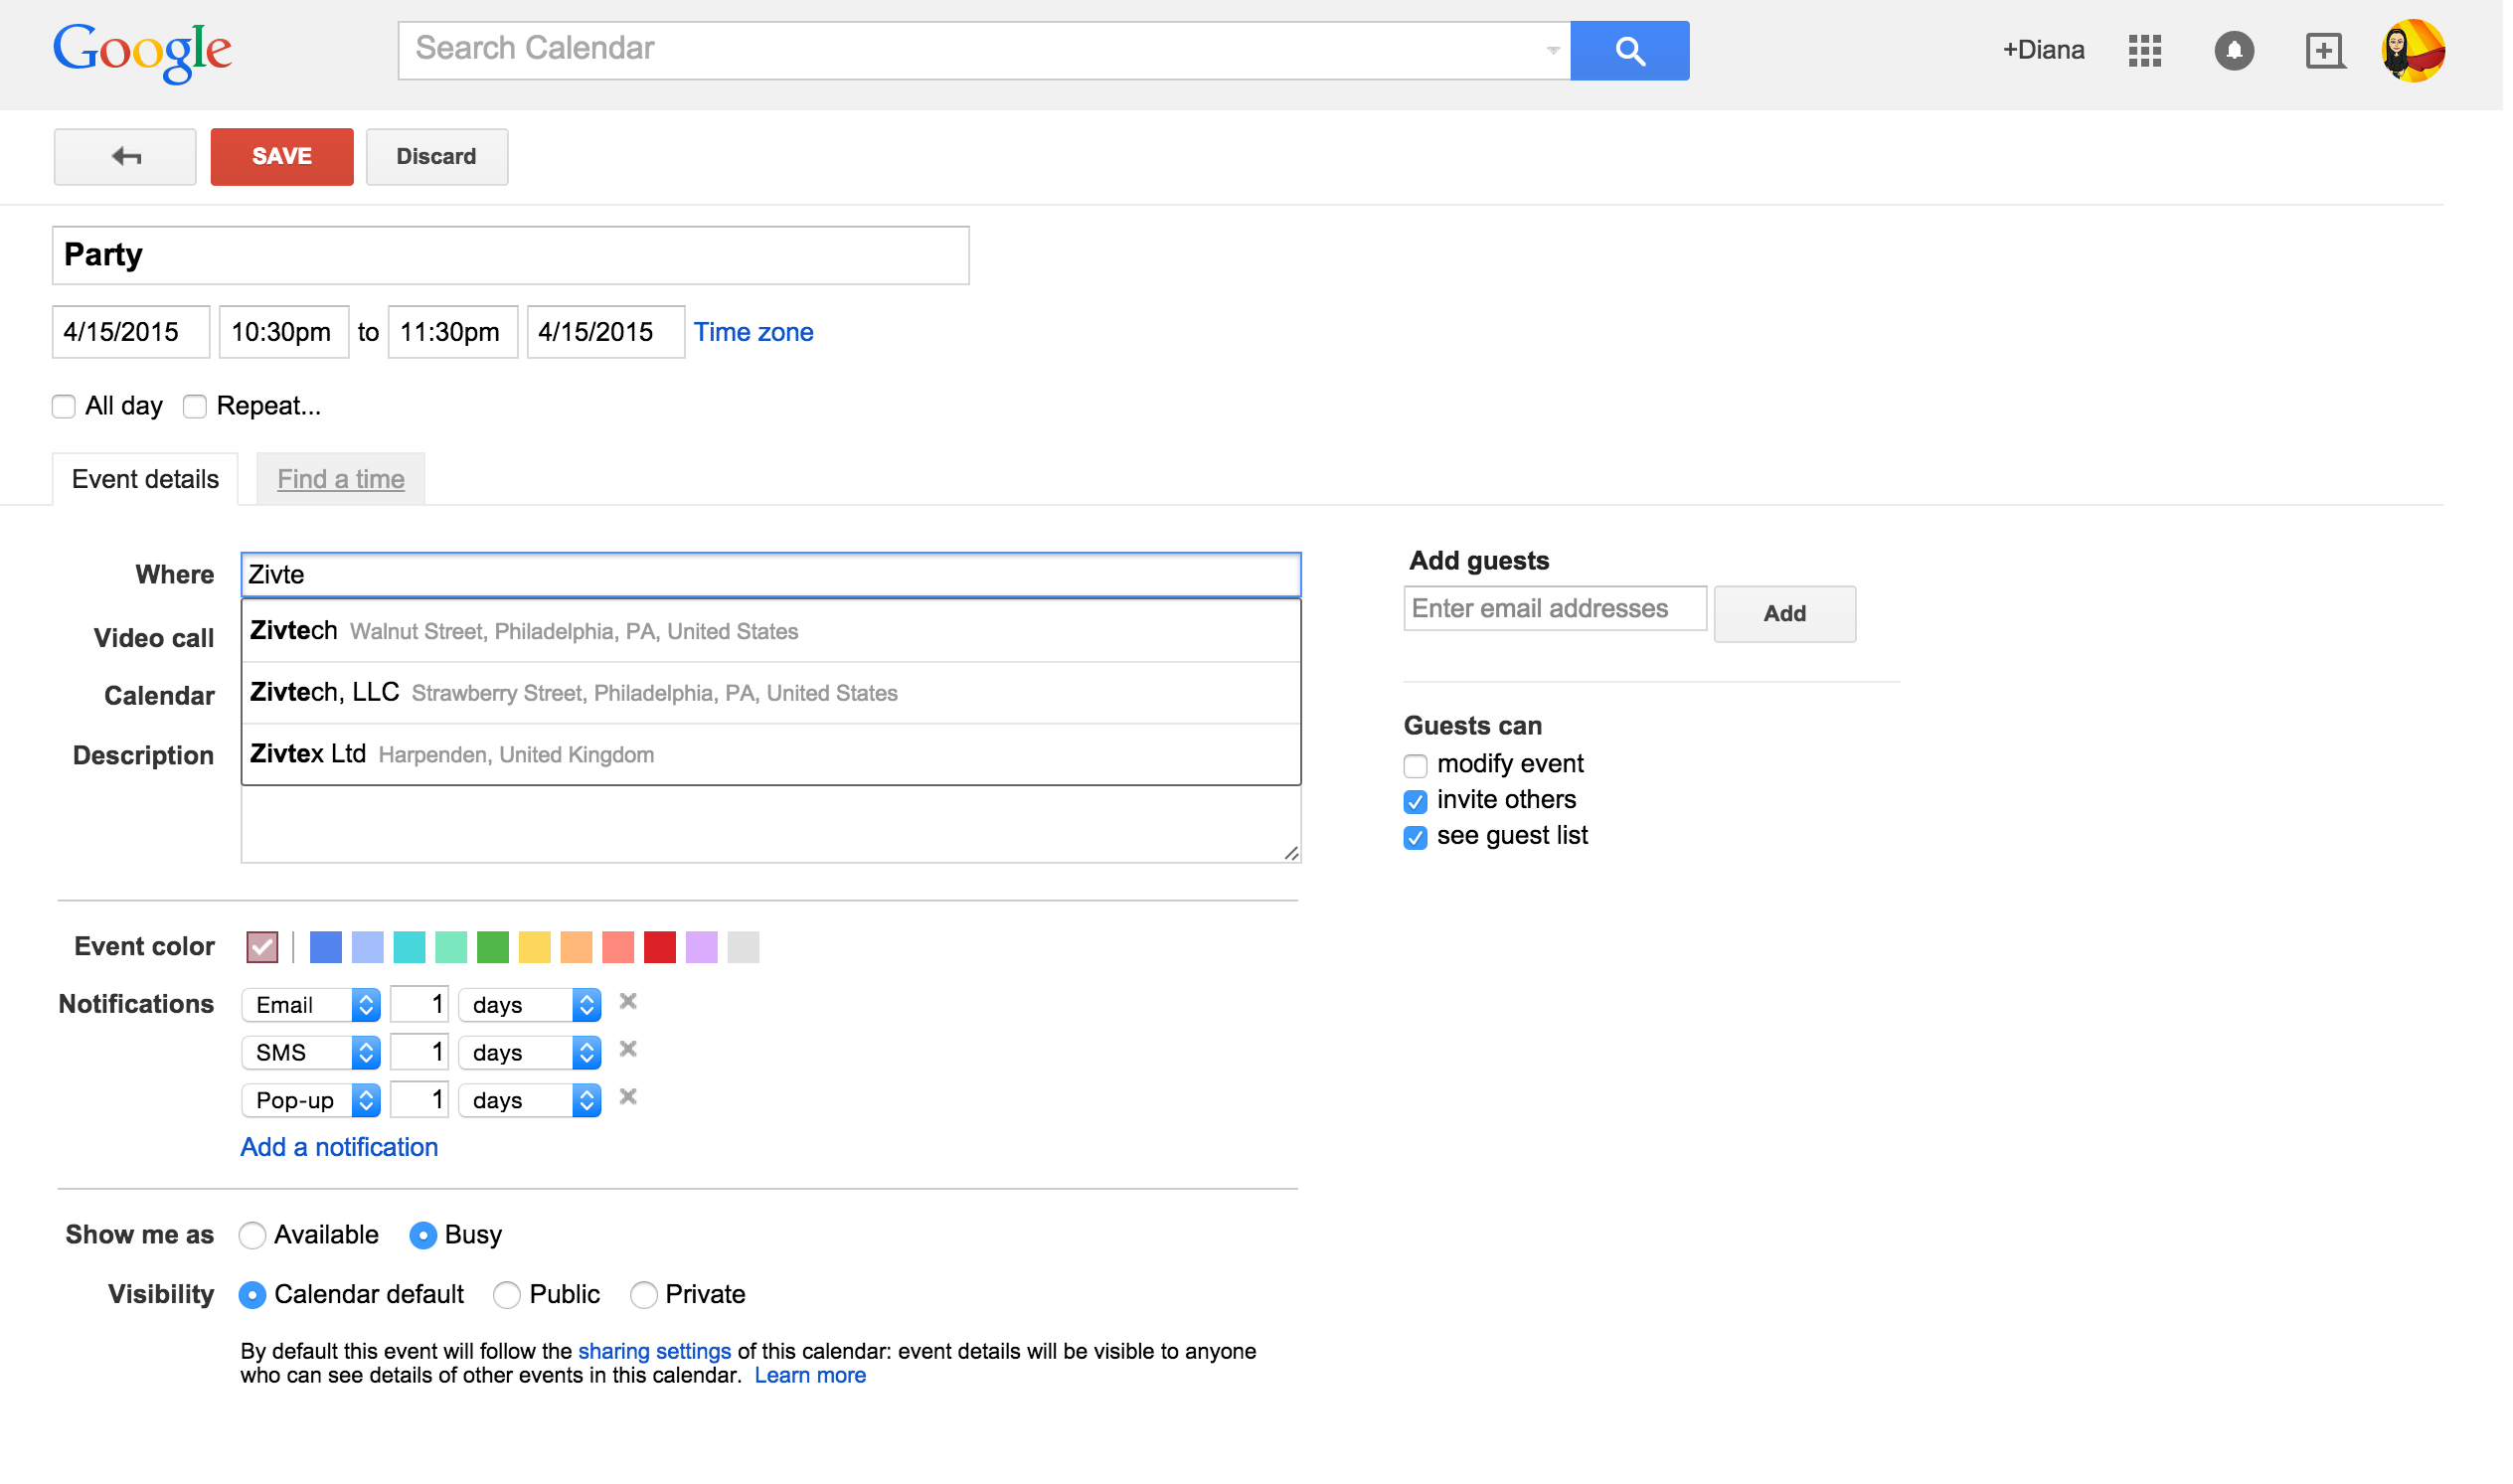 Google Search Calendar +Diana
SAVE Discard
Party
4/15/2015 10:30pm to 11:30pm 4/15/2015 Time zone
All day Repeat...
Event details Find a time
Where Zivte
Zivtech Walnut Street, Philadelphia, PA, United States
Zivtech, LLC Strawberry Street, Philadelphia, PA, United States
Zivtex Ltd Harpenden, United Kingdom
Video call
Calendar
Description
Add guests
Enter email addresses Add
Guests can
modify event
invite others
see guest list
Event color
Notifications Email 1 days
SMS 1 days
Pop-up 1 days
Add a notification
Show me as Available Busy
Visibility Calendar default Public Private
By default this event will follow the sharing settings of this calendar: event details will be visible to anyone
who can see details of other events in this calendar. Learn more